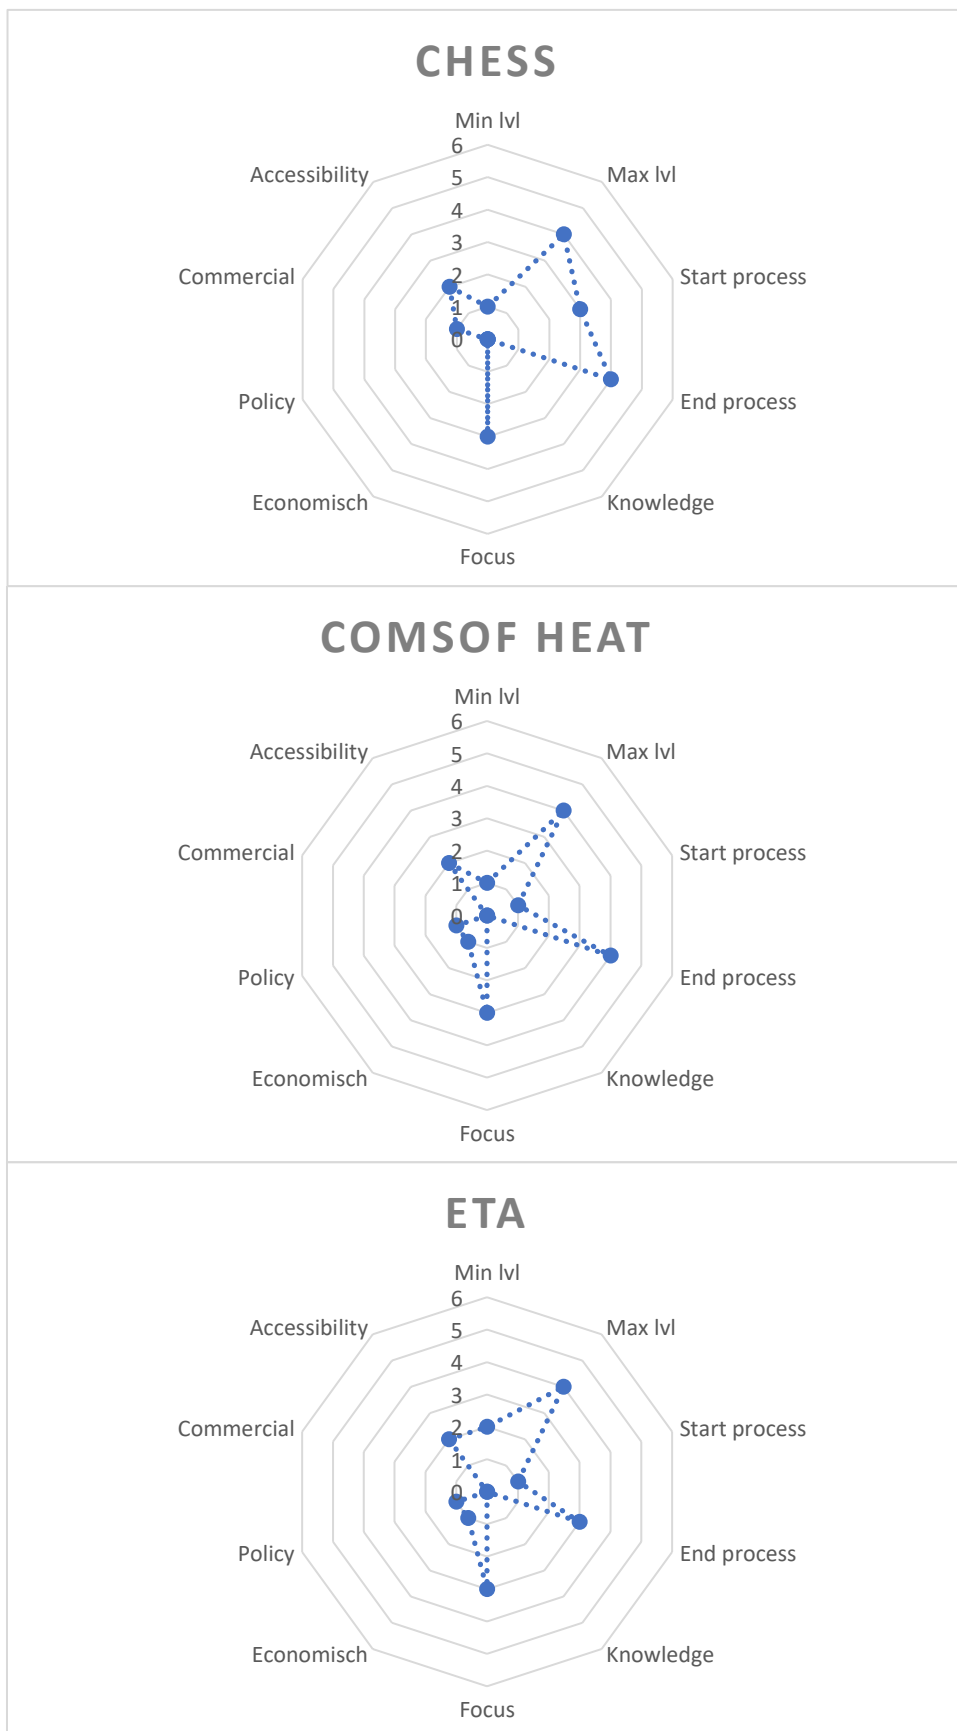 CHESS
Min lvl
6
Accessibility
5
Max lvl
4
Commercial
3
Start process
2
1
0
Policy
End process
Economisch
Knowledge
Focus
COMSOF HEAT
Min lvl
6
Accessibility
5
Max lvl
4
Commercial
3
Start process
2
1
0
Policy
End process
Economisch
Knowledge
Focus
ETA
Min lvl
6
Accessibility
5
Max lvl
4
Commercial
3
Start process
2
1
0
Policy
End process
Economisch
Knowledge
Focus